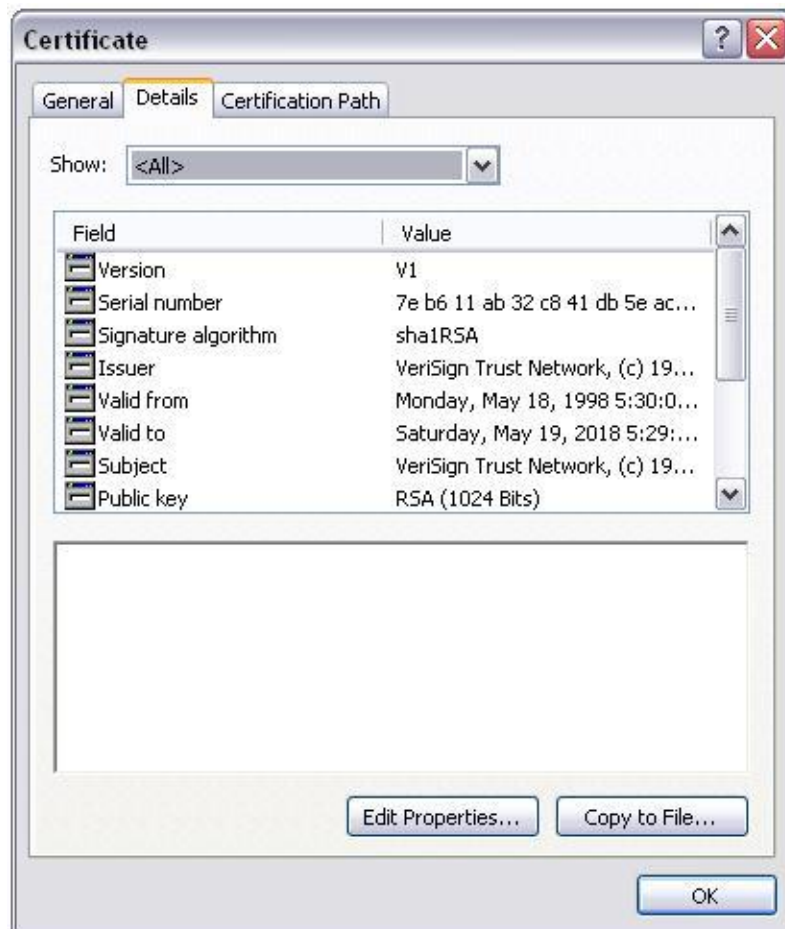 Certificate
General Details Certification Path
Show: <All>
Field Value
Version V1
Serial number 7e b6 11 ab 32 c8 41 db 5e ac...
Signature algorithm sha1RSA
Issuer VeriSign Trust Network, (c) 19...
Valid from Monday, May 18, 1998 5:30:0...
Valid to Saturday, May 19, 2018 5:29:...
Subject VeriSign Trust Network, (c) 19...
Public key RSA (1024 Bits)
Edit Properties... Copy to File...
OK